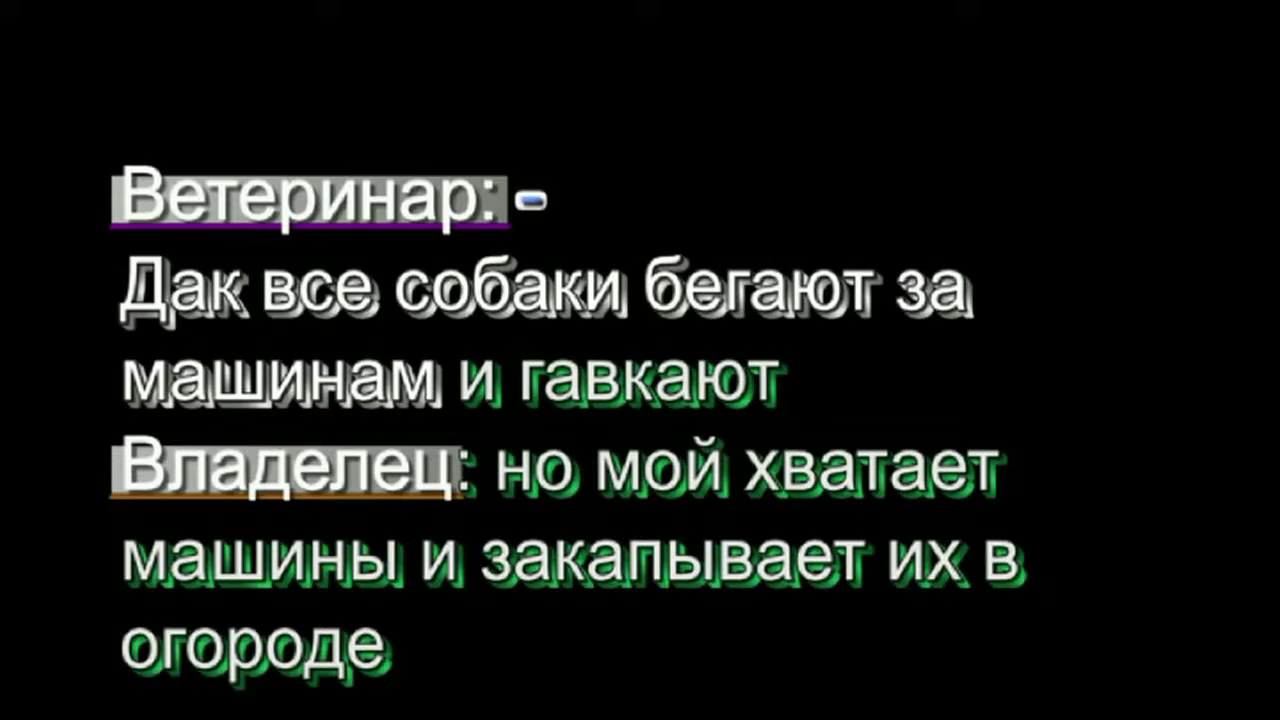 Ветеринар: -
Дак все собаки бегают за
машинам и гавкают
Владелец: но мой хватает
машины и закапывает их в
огороде